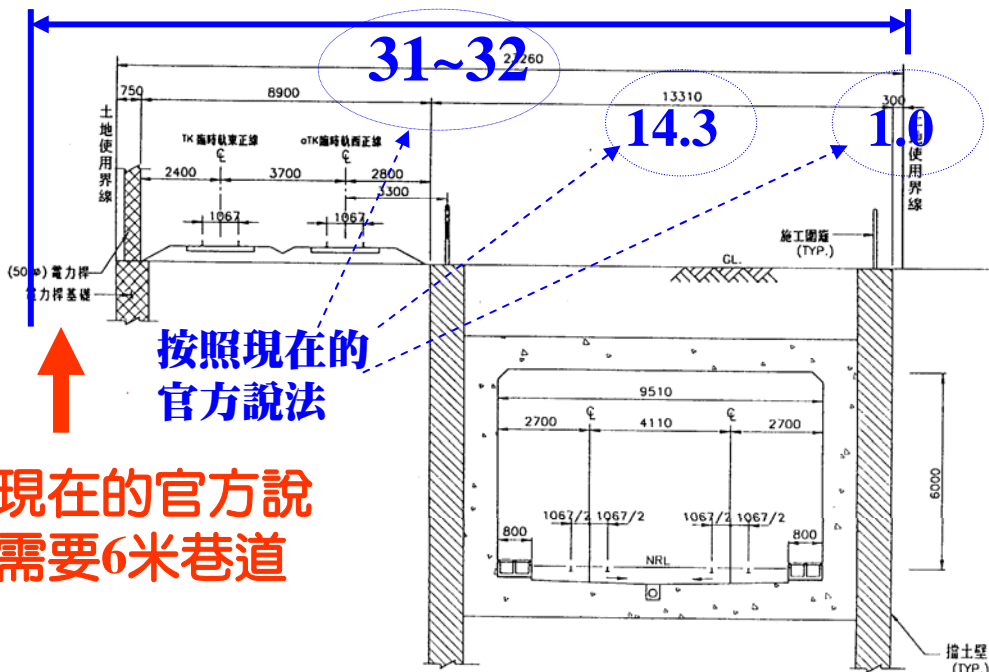 31~32
23260
750
8900
13310
300
14.3
1.0
土地使用界線
TK 臨時軌東正線
℄
oTK臨時軌西正線
℄
土地使用界線
2400
3700
2800
3300
1067
1067
施工圍籬
(TYP.)
GL.
(50φ) 電力桿
電力桿基礎
按照現在的
官方說法
9510
℄
℄
2700
4110
2700
6000
現在的官方說
需要6米巷道
1067/2
1067/2
1067/2
1067/2
800
800
NRL
擋土壁
(TYP.)